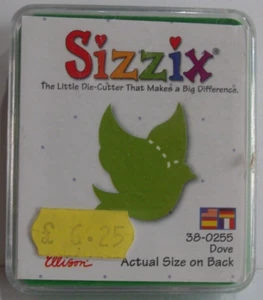 Sizzix®
The Little Die-Cutter That Makes a Big Difference.
£ 6.25
38-0255
Dove
Ellison®
Actual Size on Back